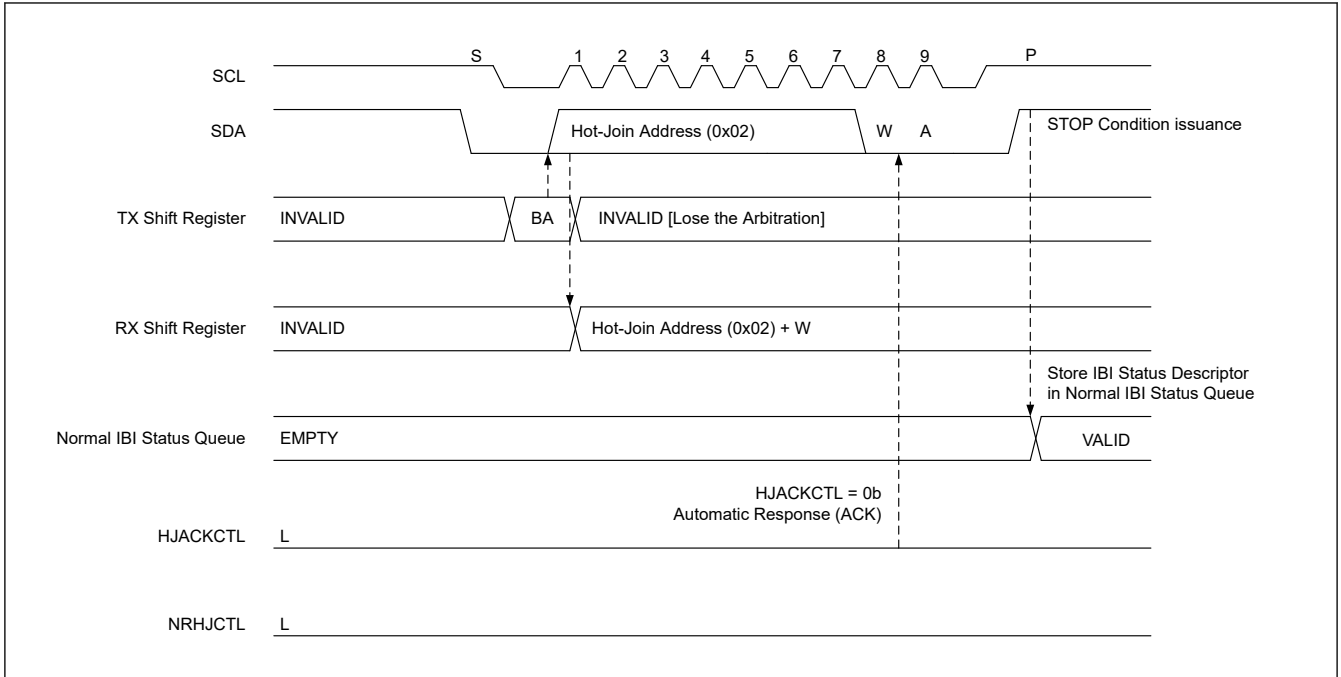 S 1 2 3 4 5 6 7 8 9 P
SCL
SDA Hot-Join Address (0x02) W A STOP Condition issuance
TX Shift Register INVALID BA INVALID [Lose the Arbitration]
RX Shift Register INVALID Hot-Join Address (0x02) + W
Store IBI Status Descriptor
in Normal IBI Status Queue
Normal IBI Status Queue EMPTY VALID
HJACKCTL = 0b
Automatic Response (ACK)
HJACKCTL L
NRHJCTL L